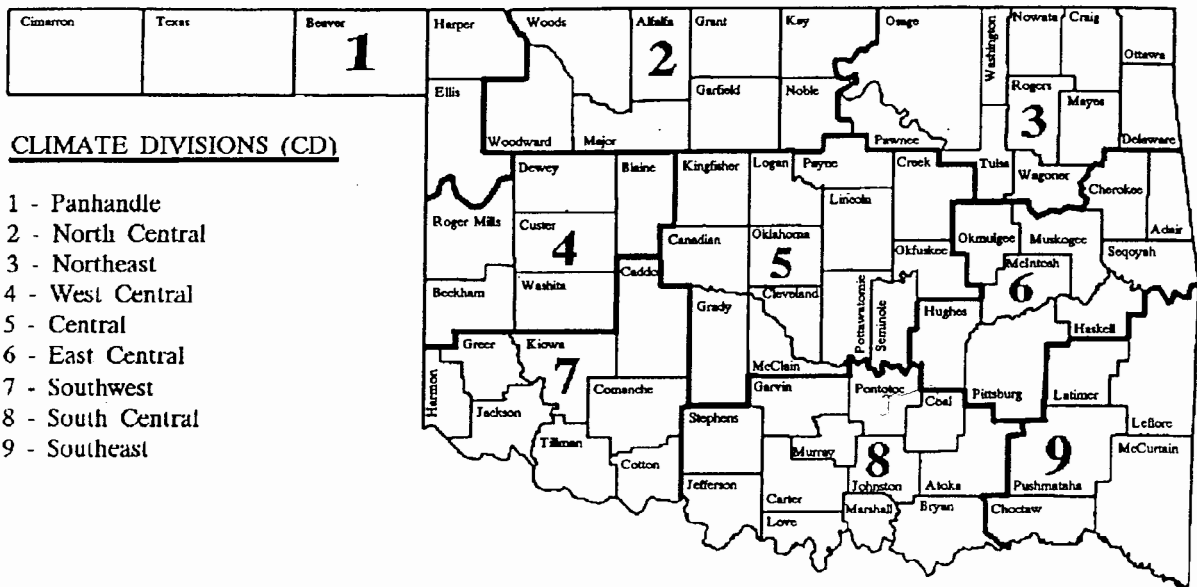 Cimarron
Texas
Beaver
1
Harper
Woods
Alfalfa
2
Grant
Kay
Osage
Washington
Nowata
Craig
Ottawa
Ellis
Woodward
Major
Garfield
Noble
Pawnee
Rogers
3
Mayes
Delaware
CLIMATE DIVISIONS (CD)
1 - Panhandle
2 - North Central
3 - Northeast
4 - West Central
5 - Central
6 - East Central
7 - Southwest
8 - South Central
9 - Southeast
Dewey
Blaine
Kingfisher
Logan
Payne
Creek
Tulsa
Wagoner
Cherokee
Adair
Roger Mills
Custer
4
Canadian
Oklahoma
5
Lincoln
Okfuskee
Okmulgee
Muskogee
Seqoyah
Beckham
Washita
Caddo
Grady
Cleveland
McClain
Pottawatomie
Seminole
Hughes
McIntosh
6
Haskell
Pittsburg
Latimer
Leflore
Harmon
Greer
Kiowa
7
Jackson
Comanche
Tillman
Cotton
Stephens
Jefferson
Garvin
Pontotoc
Coal
Murray
8
Johnston
Atoka
Carter
Love
Marshall
Bryan
9
Pushmataha
Choctaw
McCurtain